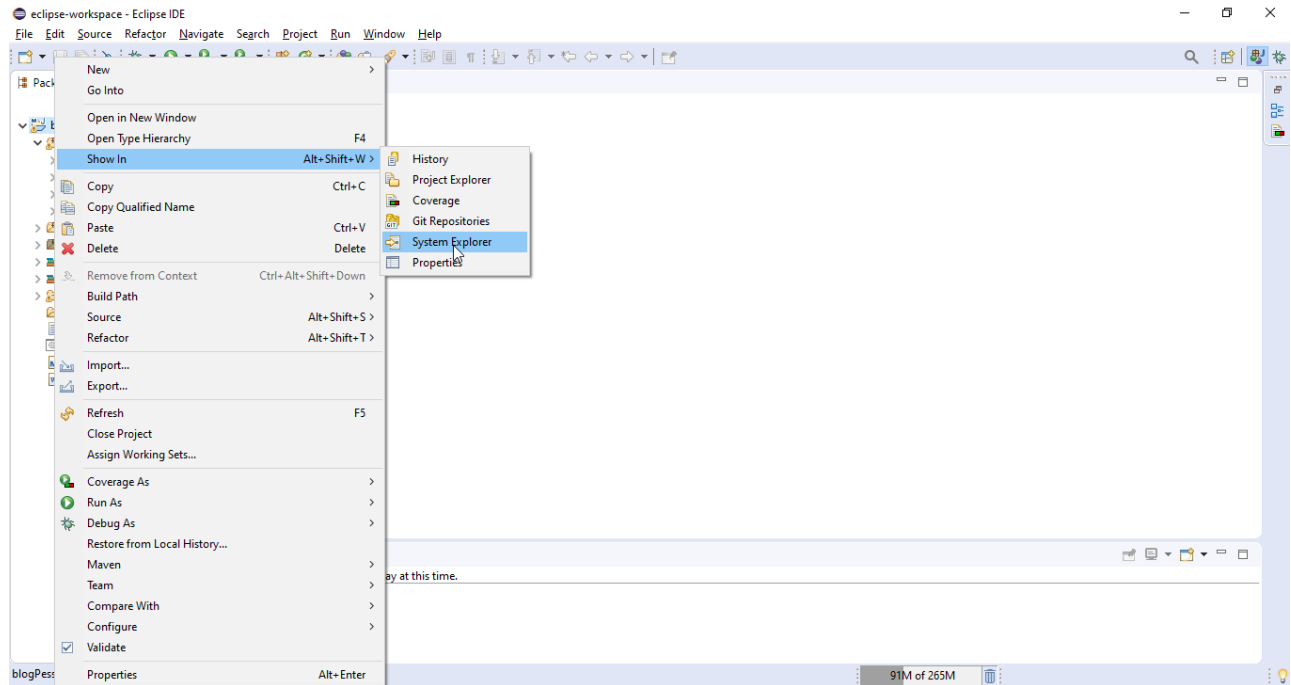 eclipse-workspace - Eclipse IDE
File Edit Source Refactor Navigate Search Project Run Window Help
New
Go Into
Open in New Window
Open Type Hierarchy F4
Show In Alt+Shift+W
Copy Ctrl+C
Copy Qualified Name
Paste Ctrl+V
Delete Delete
Remove from Context Ctrl+Alt+Shift+Down
Build Path
Source Alt+Shift+S
Refactor Alt+Shift+T
Import...
Export...
Refresh F5
Close Project
Assign Working Sets...
Coverage As
Run As
Debug As
Restore from Local History...
Maven
Team
Compare With
Configure
Validate
Properties Alt+Enter
History
Project Explorer
Coverage
Git Repositories
System Explorer
Properties
at this time.
91M of 265M